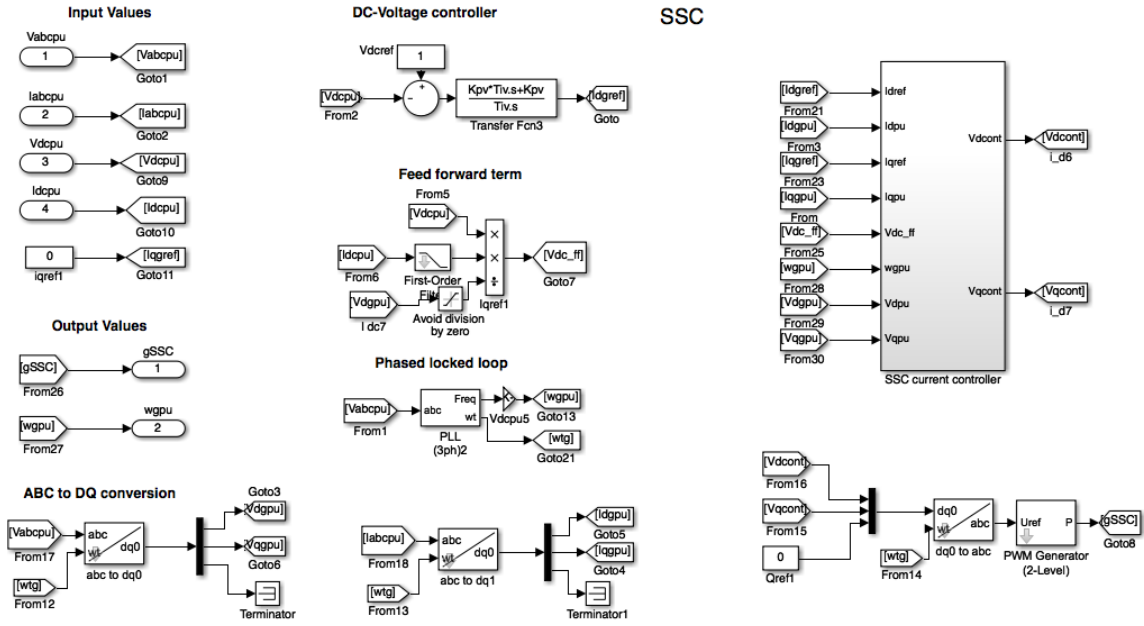 Input Values
Vabcpu
1
[Vabcpu]
Goto1
Iabcpu
2
[Iabcpu]
Goto2
Vdcpu
3
[Vdcpu]
Goto9
Idcpu
4
[Idcpu]
Goto10
0
iqref1
[Iqgref]
Goto11
Output Values
[gSSC]
From26
gSSC
1
[wgpu]
From27
wgpu
2
ABC to DQ conversion
[Vabcpu]
From17
[wtg]
From12
abc
wt
dq0
abc to dq0
Goto3
[Vdgpu]
[Vqgpu]
Goto6
Terminator
DC-Voltage controller
Vdcref
1
[Vdcpu]
From2
+
-
Kpv*Tiv.s+Kpv
Tiv.s
Transfer Fcn3
[Idgref]
Goto
Feed forward term
From5
[Vdcpu]
[Idcpu]
From6
First-Order
Filter
[Vdgpu]
I dc7
Avoid division
by zero
×
×
÷
Iqref1
[Vdc_ff]
Goto7
Phased locked loop
[Vabcpu]
From1
abc
Freq
wt
PLL
(3ph)2
K-
Vdcpu5
[wgpu]
Goto13
[wtg]
Goto21
[Iabcpu]
From18
[wtg]
From13
abc
wt
dq0
abc to dq1
[Idgpu]
Goto5
[Iqgpu]
Goto4
Terminator1
SSC
[Idgref]
From21
[Idgpu]
From3
[Iqgref]
From23
[Iqgpu]
From
[Vdc_ff]
From25
[wgpu]
From28
[Vdgpu]
From29
[Vqgpu]
From30
Idref
Idpu
Iqref
Iqpu
Vdc_ff
wgpu
Vdpu
Vqpu
Vdcont
Vqcont
SSC current controller
[Vdcont]
i_d6
[Vqcont]
i_d7
[Vdcont]
From16
[Vqcont]
From15
0
Qref1
[wtg]
From14
dq0
wt
abc
dq0 to abc
Uref
P
PWM Generator
(2-Level)
[gSSC]
Goto8